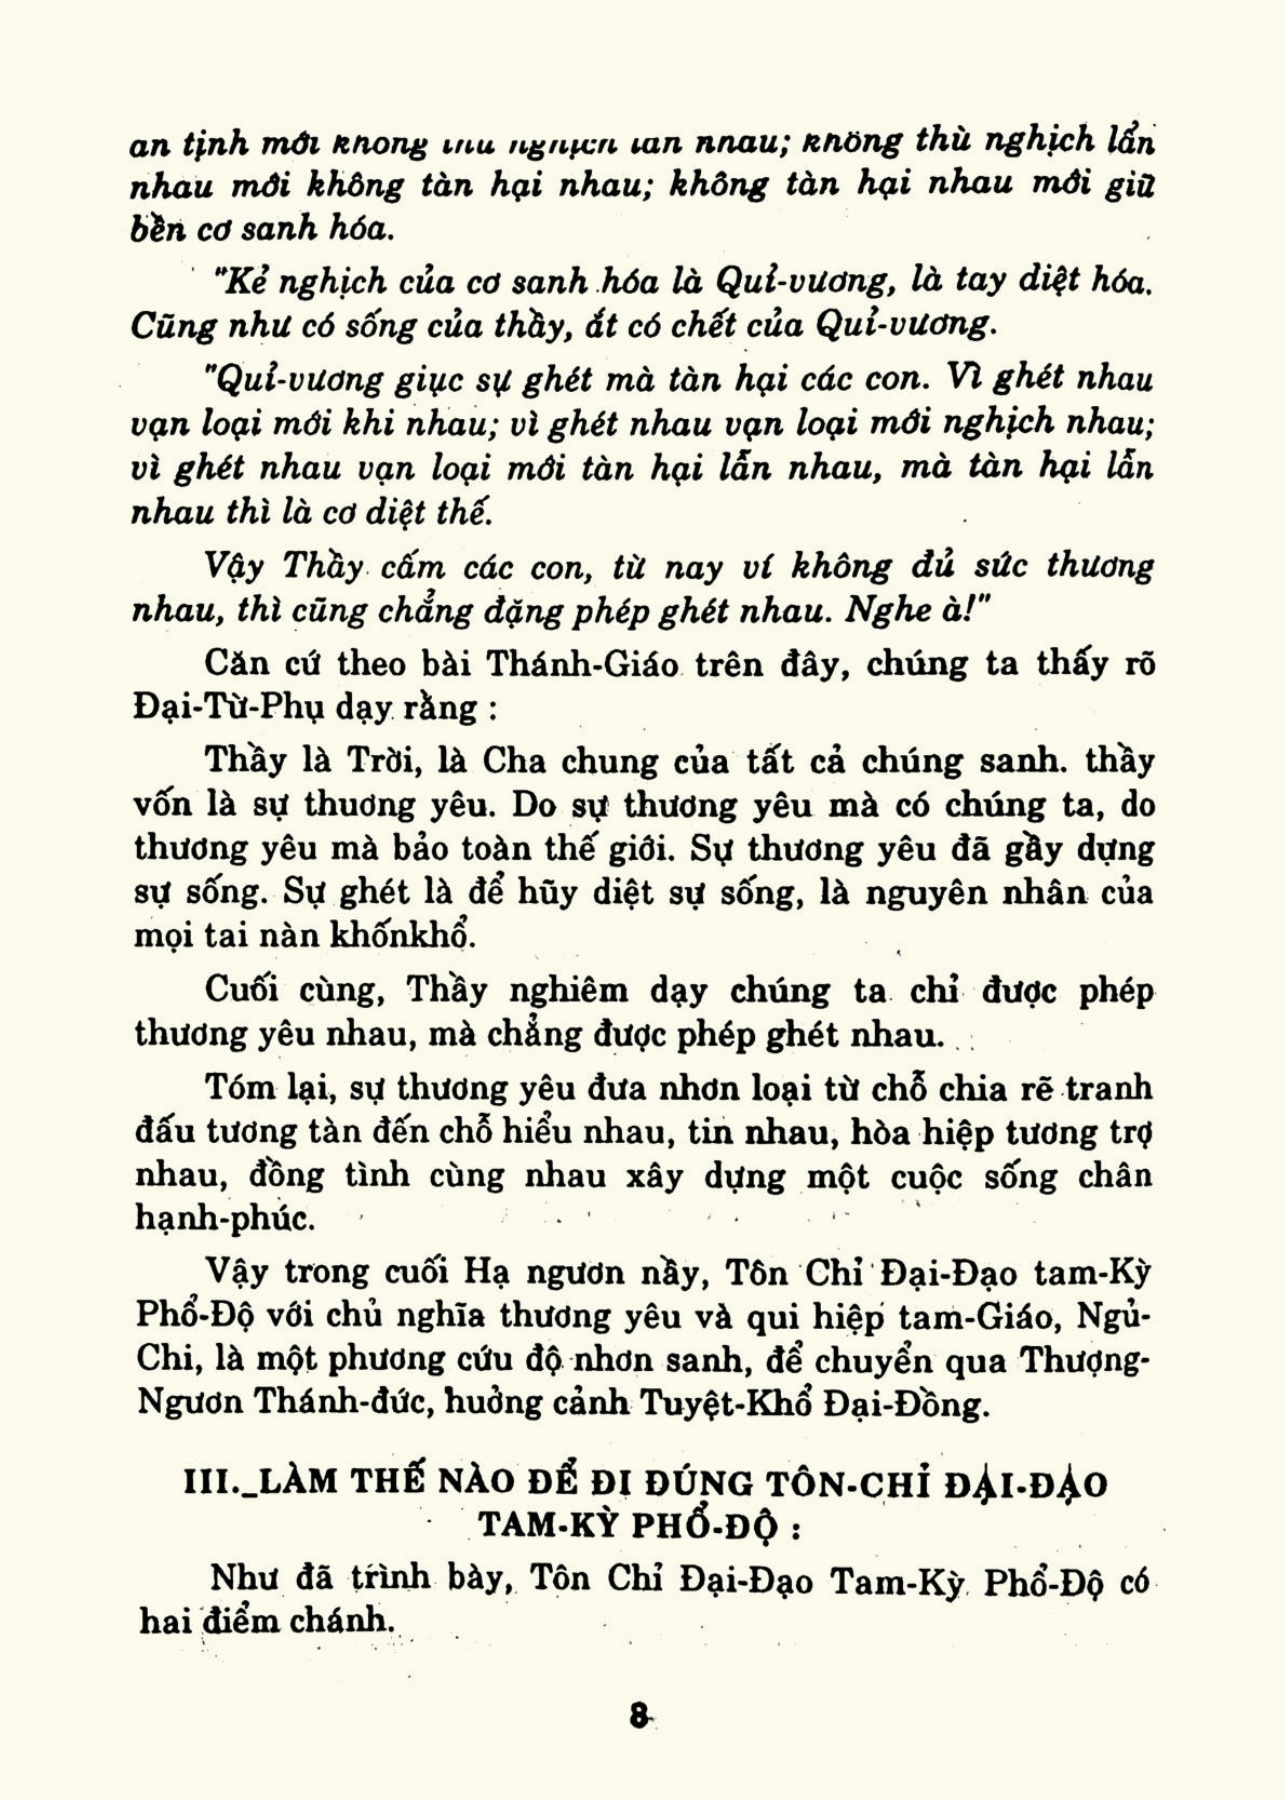 an tịnh mới không thù nghịch lẫn nhau; không thù nghịch lẩn
nhau mới không tàn hại nhau; không tàn hại nhau mới giữ
bền cơ sanh hóa.
"Kẻ nghịch của cơ sanh hóa là Quỉ-vương, là tay diệt hóa.
Cũng như có sống của thầy, ắt có chết của Quỉ-vương.
"Quỉ-vương giục sự ghét mà tàn hại các con. Vì ghét nhau
vạn loại mới khi nhau; vì ghét nhau vạn loại mới nghịch nhau;
vì ghét nhau vạn loại mới tàn hại lẫn nhau, mà tàn hại lẫn
nhau thì là cơ diệt thế.
Vậy Thầy cấm các con, từ nay ví không đủ sức thương
nhau, thì cũng chẳng đặng phép ghét nhau. Nghe à!"
Căn cứ theo bài Thánh-Giáo trên đây, chúng ta thấy rõ
Đại-Từ-Phụ dạy rằng :
Thầy là Trời, là Cha chung của tất cả chúng sanh. thầy
vốn là sự thuơng yêu. Do sự thương yêu mà có chúng ta, do
thương yêu mà bảo toàn thế giới. Sự thương yêu đã gầy dựng
sự sống. Sự ghét là để hũy diệt sự sống, là nguyên nhân của
mọi tai nàn khốnkhổ.
Cuối cùng, Thầy nghiêm dạy chúng ta chỉ được phép
thương yêu nhau, mà chẳng được phép ghét nhau.
Tóm lại, sự thương yêu đưa nhơn loại từ chỗ chia rẽ tranh
đấu tương tàn đến chỗ hiểu nhau, tin nhau, hòa hiệp tương trợ
nhau, đồng tình cùng nhau xây dựng một cuộc sống chân
hạnh-phúc.
Vậy trong cuối Hạ ngươn nầy, Tôn Chỉ Đại-Đạo tam-Kỳ
Phổ-Độ với chủ nghĩa thương yêu và qui hiệp tam-Giáo, Ngủ-
Chi, là một phương cứu độ nhơn sanh, để chuyển qua Thượng-
Ngươn Thánh-đức, huởng cảnh Tuyệt-Khổ Đại-Đồng.
III._LÀM THẾ NÀO ĐỂ ĐI ĐÚNG TÔN-CHỈ ĐẠI-ĐẠO
TAM-KỲ PHỔ-ĐỘ :
Như đã trình bày, Tôn Chỉ Đại-Đạo Tam-Kỳ Phổ-Độ có
hai điểm chánh.
8